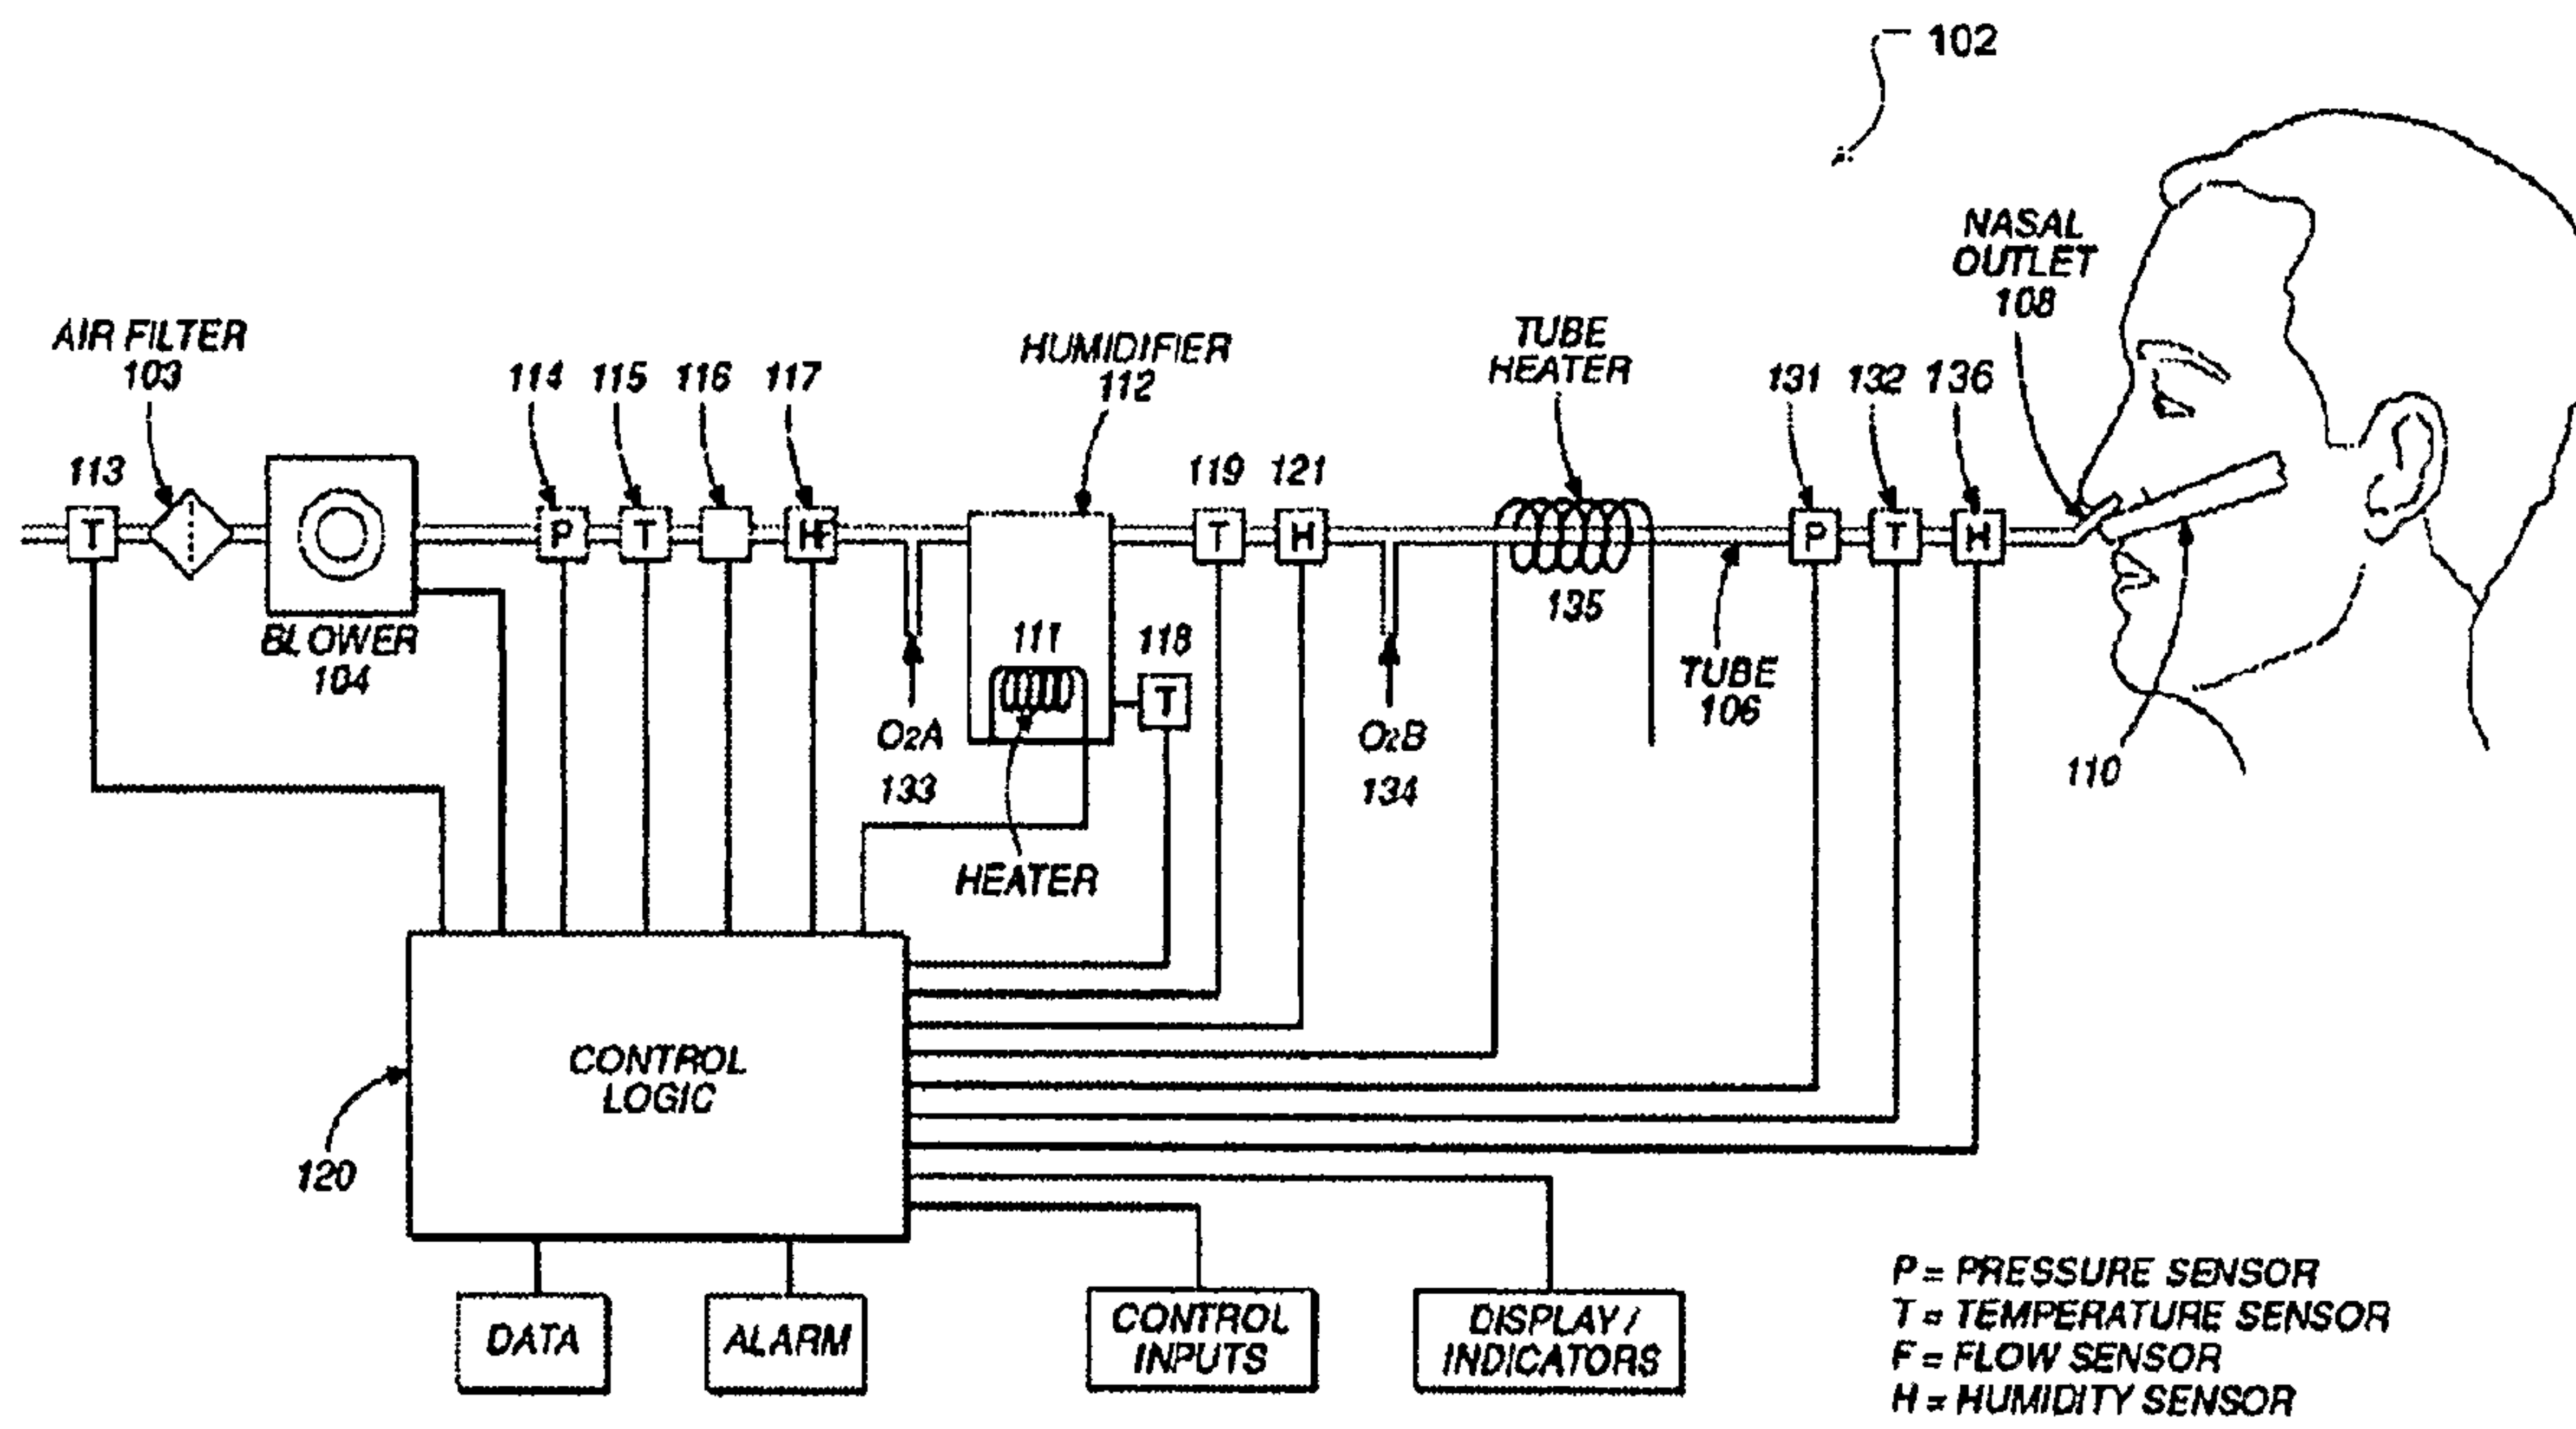 102
NASAL
OUTLET
108
AIR FILTER
103
HUMIDIFIER
112
TUBE
HEATER
114 115 116 117
131 132 136
113
119 121
T
P
T
HF
T
H
P
T
H
135
BLOWER
104
111
118
T
TUBE
106
O2A
133
O2B
134
110
HEATER
CONTROL
LOGIC
120
DATA
ALARM
CONTROL
INPUTS
DISPLAY /
INDICATORS
P = PRESSURE SENSOR
T = TEMPERATURE SENSOR
F = FLOW SENSOR
H = HUMIDITY SENSOR